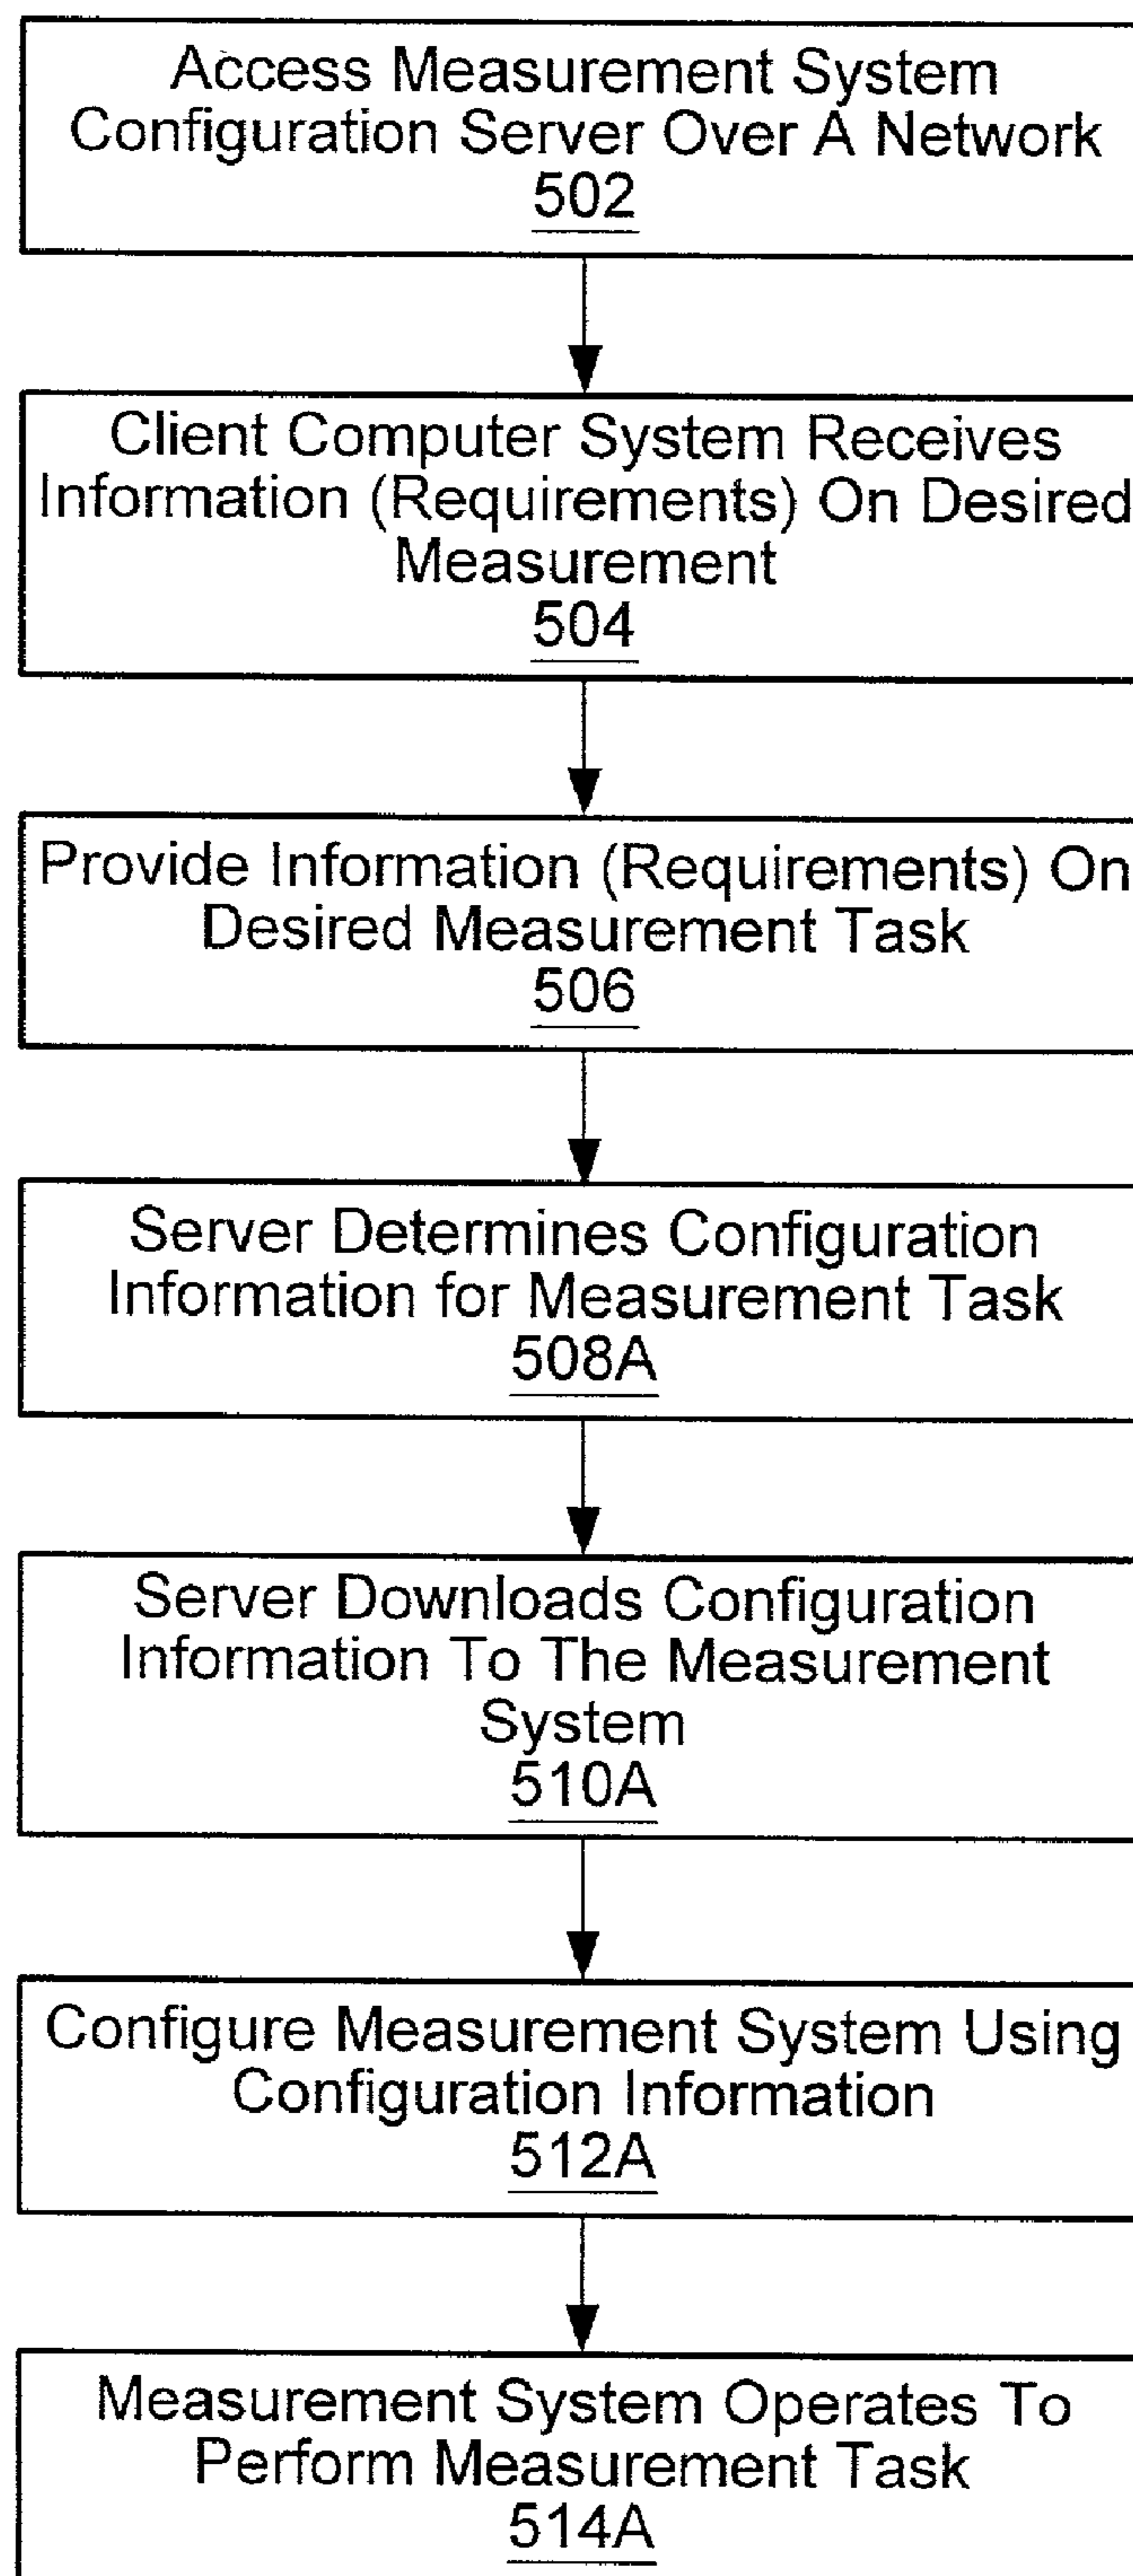 Access Measurement System
Configuration Server Over A Network
502
Client Computer System Receives
Information (Requirements) On Desired
Measurement
504
Provide Information (Requirements) On
Desired Measurement Task
506
Server Determines Configuration
Information for Measurement Task
508A
Server Downloads Configuration
Information To The Measurement
System
510A
Configure Measurement System Using
Configuration Information
512A
Measurement System Operates To
Perform Measurement Task
514A